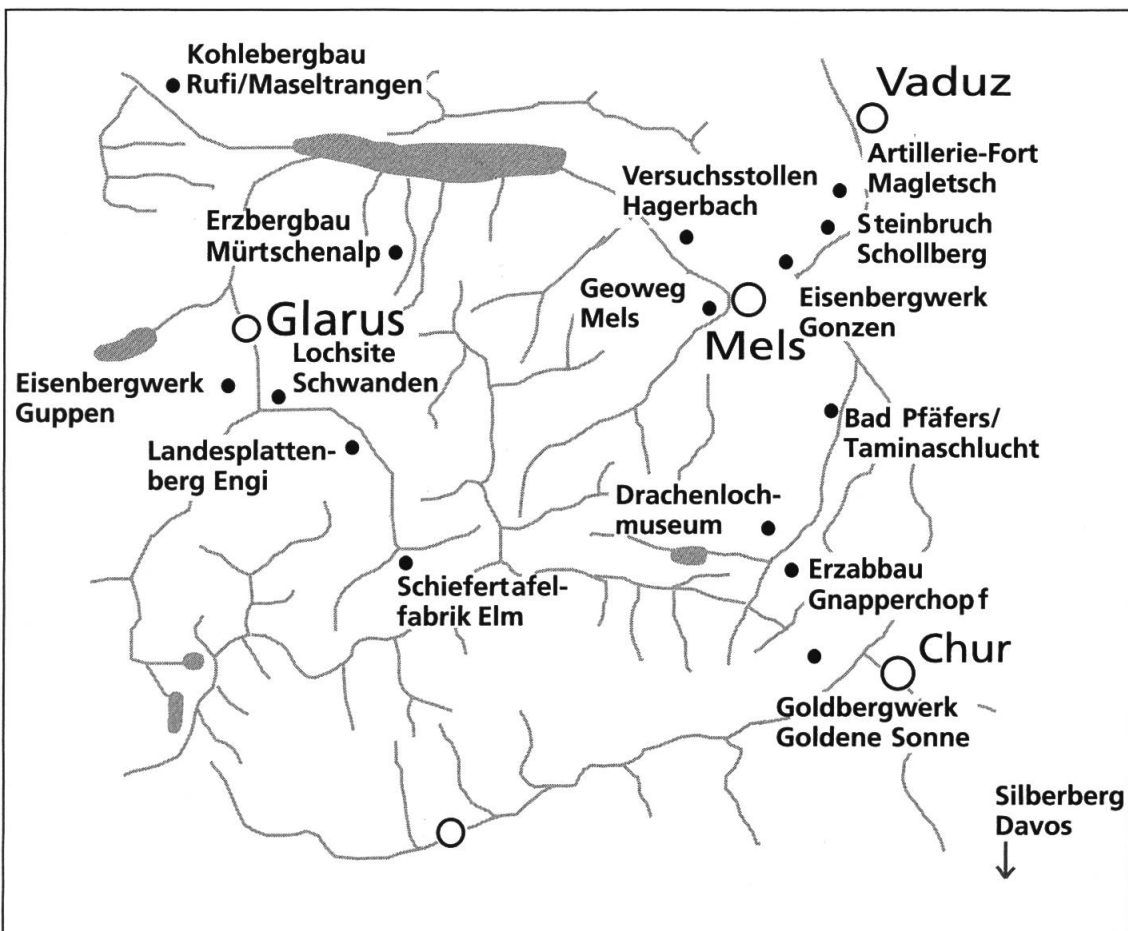 Kohlebergbau
Rufi/Maseltrangen
Vaduz
Artillerie-Fort
Magletsch
Versuchsstollen
Hagerbach
Erzbergbau
Mürtschenalp
Steinbruch
Schollberg
Geoweg
Mels
Eisenbergwerk
Gonzen
Glarus
Mels
Lochsite
Schwanden
Eisenbergwerk
Guppen
Bad Pfäfers/
Taminaschlucht
Landesplatten-
berg Engi
Drachenloch-
museum
Schiefertafel-
fabrik Elm
Erzabbau
Gnapperchopf
Chur
Goldbergwerk
Goldene Sonne
Silberberg
Davos